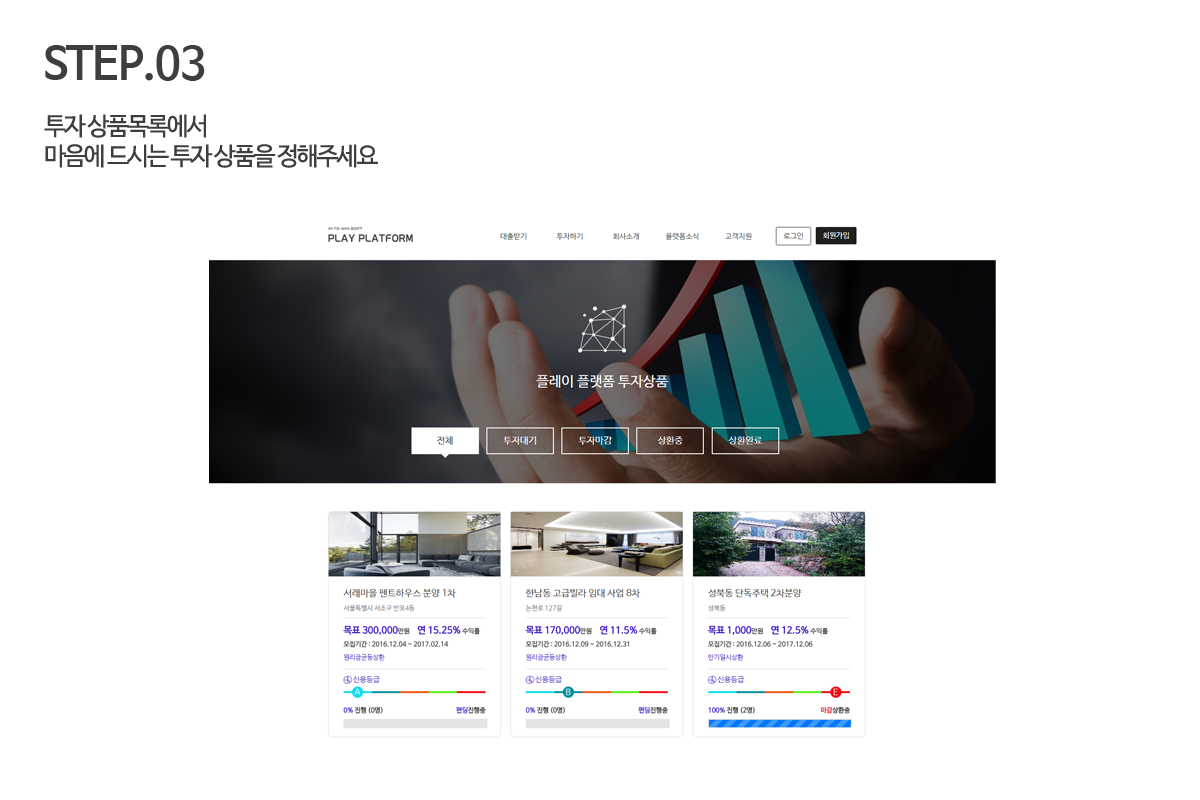 STEP.03
투자 상품목록에서
마음에 드시는 투자 상품을 정해주세요
IN TO WIN SOFT
PLAY PLATFORM
대출받기 투자하기 회사소개 플랫폼소식 고객지원 로그인 회원가입
플레이 플랫폼 투자상품
전체 투자대기 투자마감 상환중 상환완료
서래마을 펜트하우스 분양 1차
서울특별시 서초구 반포4동
목표 300,000만원 연 15.25% 수익률
모집기간 : 2016.12.04 ~ 2017.02.14
원리금균등상환
신용등급
A
0% 진행 (0명) 펀딩진행중
한남동 고급빌라 임대 사업 8차
논현로 127길
목표 170,000만원 연 11.5% 수익률
모집기간 : 2016.12.09 ~ 2016.12.31
원리금균등상환
신용등급
B
0% 진행 (0명) 펀딩진행중
성북동 단독주택 2차분양
성북동
목표 1,000만원 연 12.5% 수익률
모집기간 : 2016.12.06 ~ 2017.12.06
만기일시상환
신용등급
E
100% 진행 (2명) 마감상환중